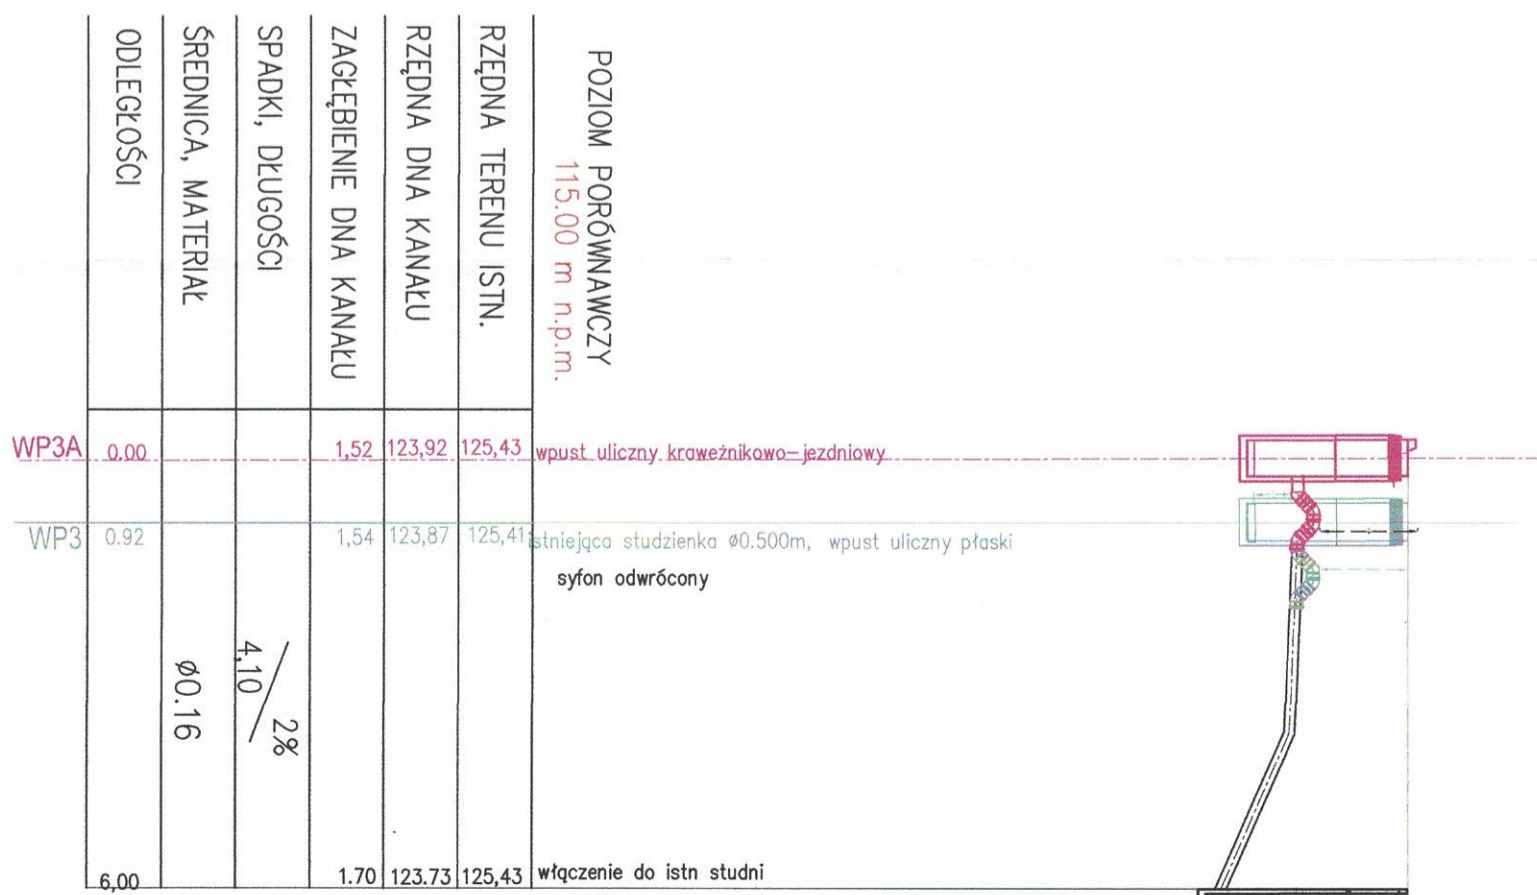 POZIOM PORÓWNAWCZY
115.00 m n.p.m.
RZĘDNA TERENU ISTN.
RZĘDNA DNA KANAŁU
ZAGŁĘBIENIE DNA KANAŁU
SPADKI, DŁUGOŚCI
ŚREDNICA, MATERIAŁ
ODLEGŁOŚCI
WP3A 0.00 1,52 123,92 125,43 wpust uliczny kraweżnikowo-jezdniowy
WP3 0.92 1,54 123,87 125,41 istniejąca studzienka ø0.500m, wpust uliczny płaski
syfon odwrócony
2%
4,10
ø0.16
6,00 1.70 123.73 125,43 włączenie do istn studni